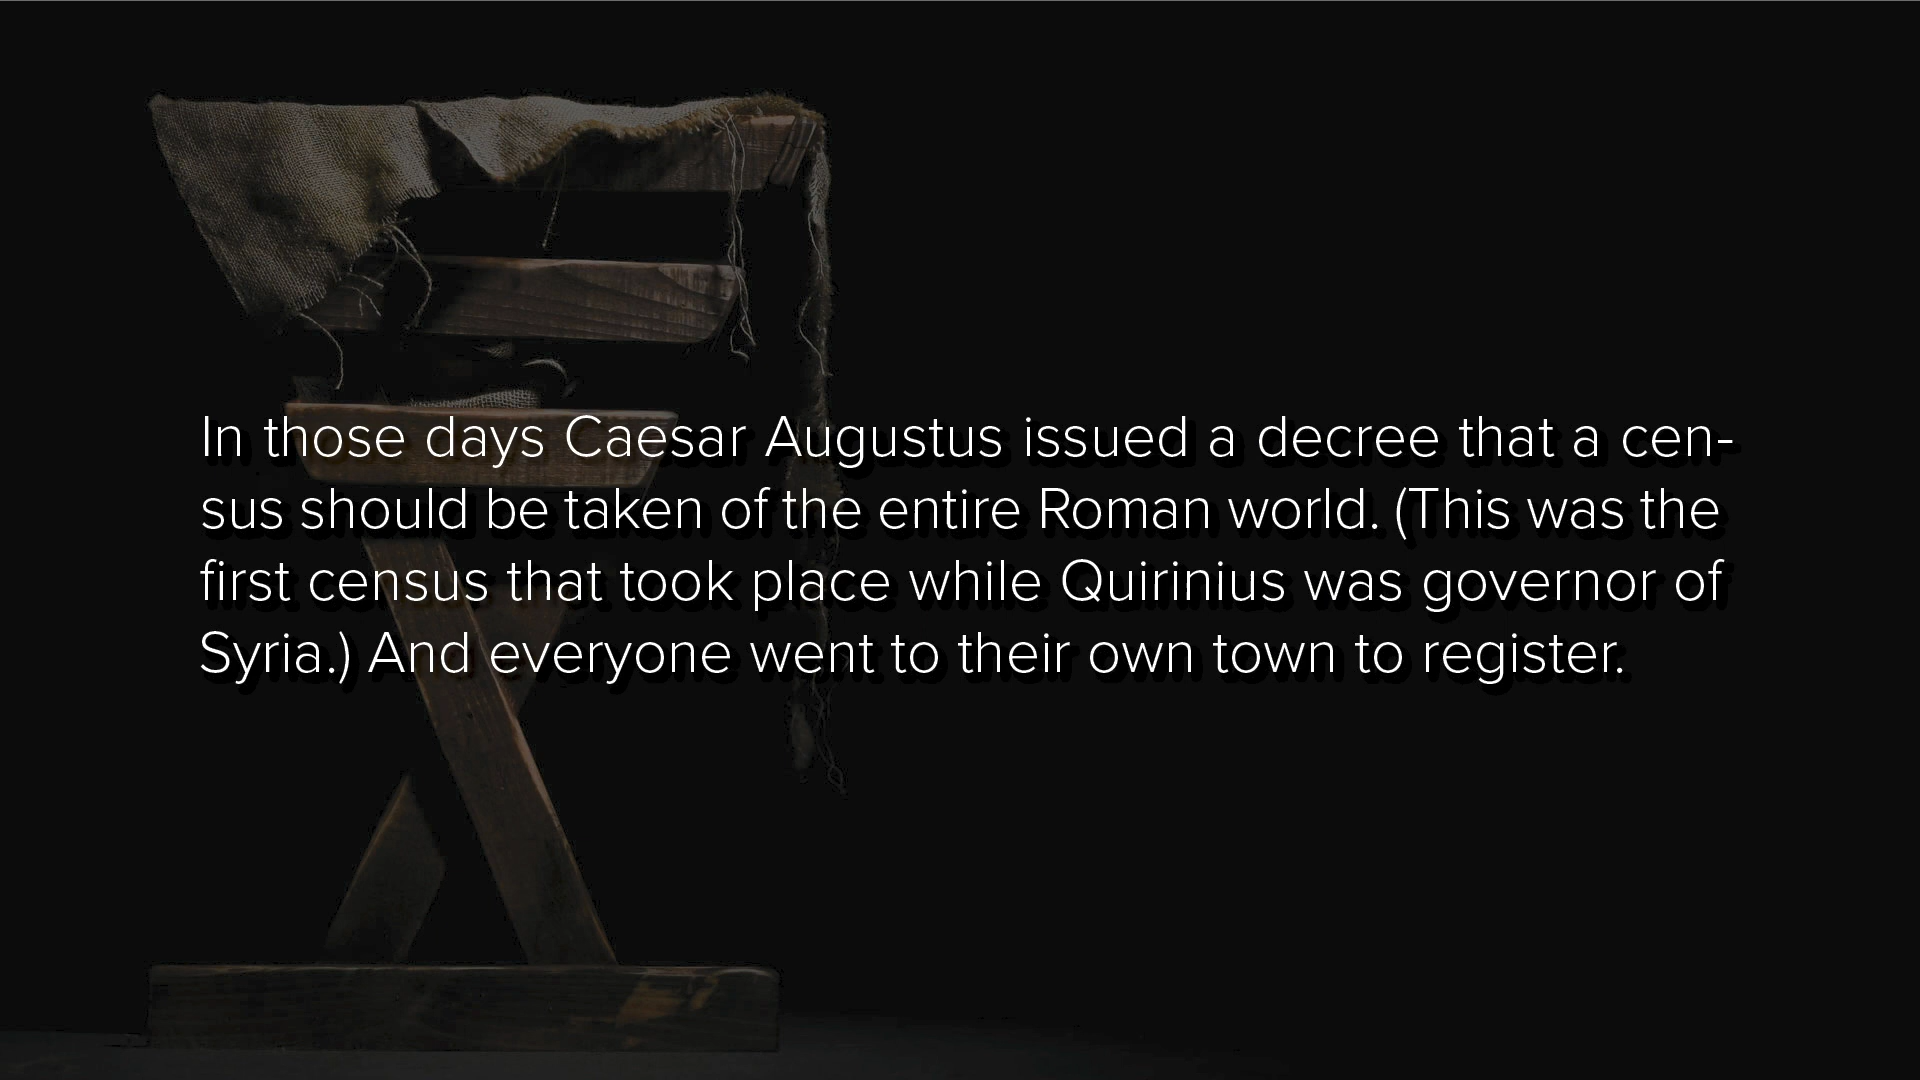 In those days Caesar Augustus issued a decree that a cen-
sus should be taken of the entire Roman world. (This was the
first census that took place while Quirinius was governor of
Syria.) And everyone went to their own town to register.